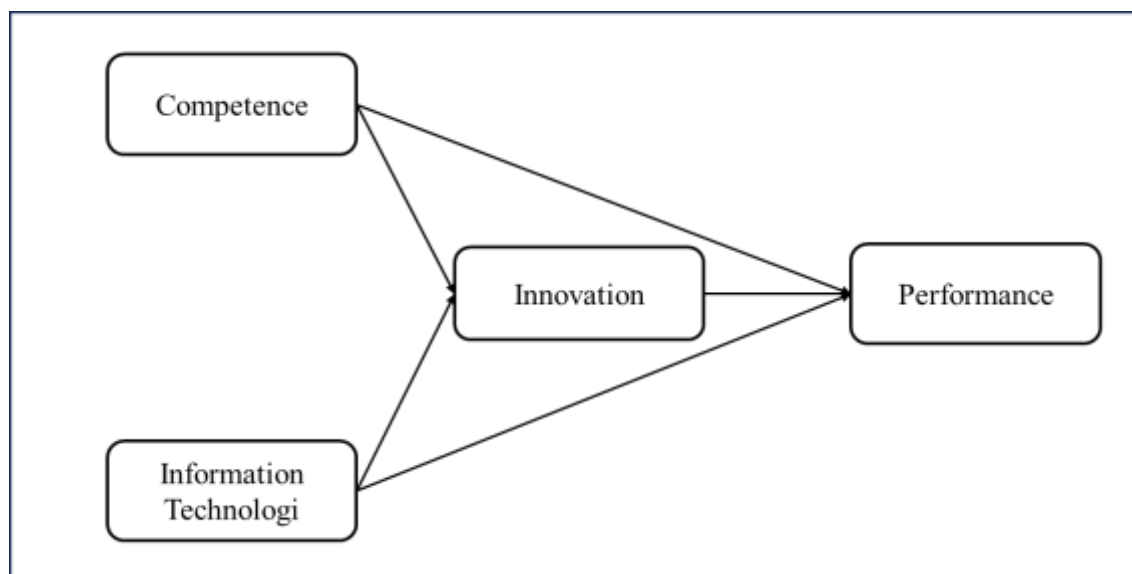 Competence
Innovation
Performance
Information
Technologi